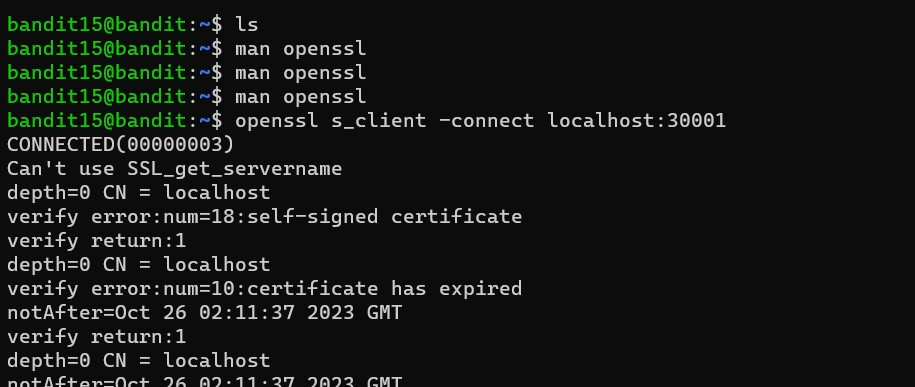 bandit15@bandit:~$ ls
bandit15@bandit:~$ man openssl
bandit15@bandit:~$ man openssl
bandit15@bandit:~$ man openssl
bandit15@bandit:~$ openssl s_client -connect localhost:30001
CONNECTED(00000003)
Can't use SSL_get_servername
depth=0 CN = localhost
verify error:num=18:self-signed certificate
verify return:1
depth=0 CN = localhost
verify error:num=10:certificate has expired
notAfter=Oct 26 02:11:37 2023 GMT
verify return:1
depth=0 CN = localhost
notAfter=Oct 26 02:11:37 2023 GMT